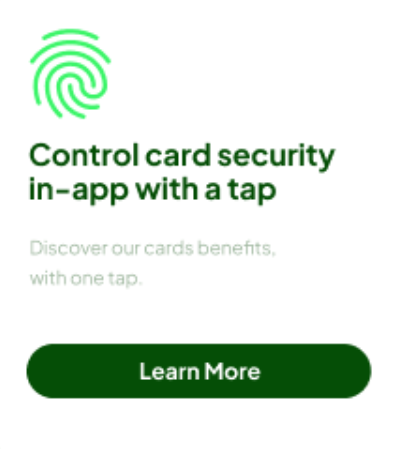 Control card security
in-app with a tap
Discover our cards benefits,
with one tap.
Learn More